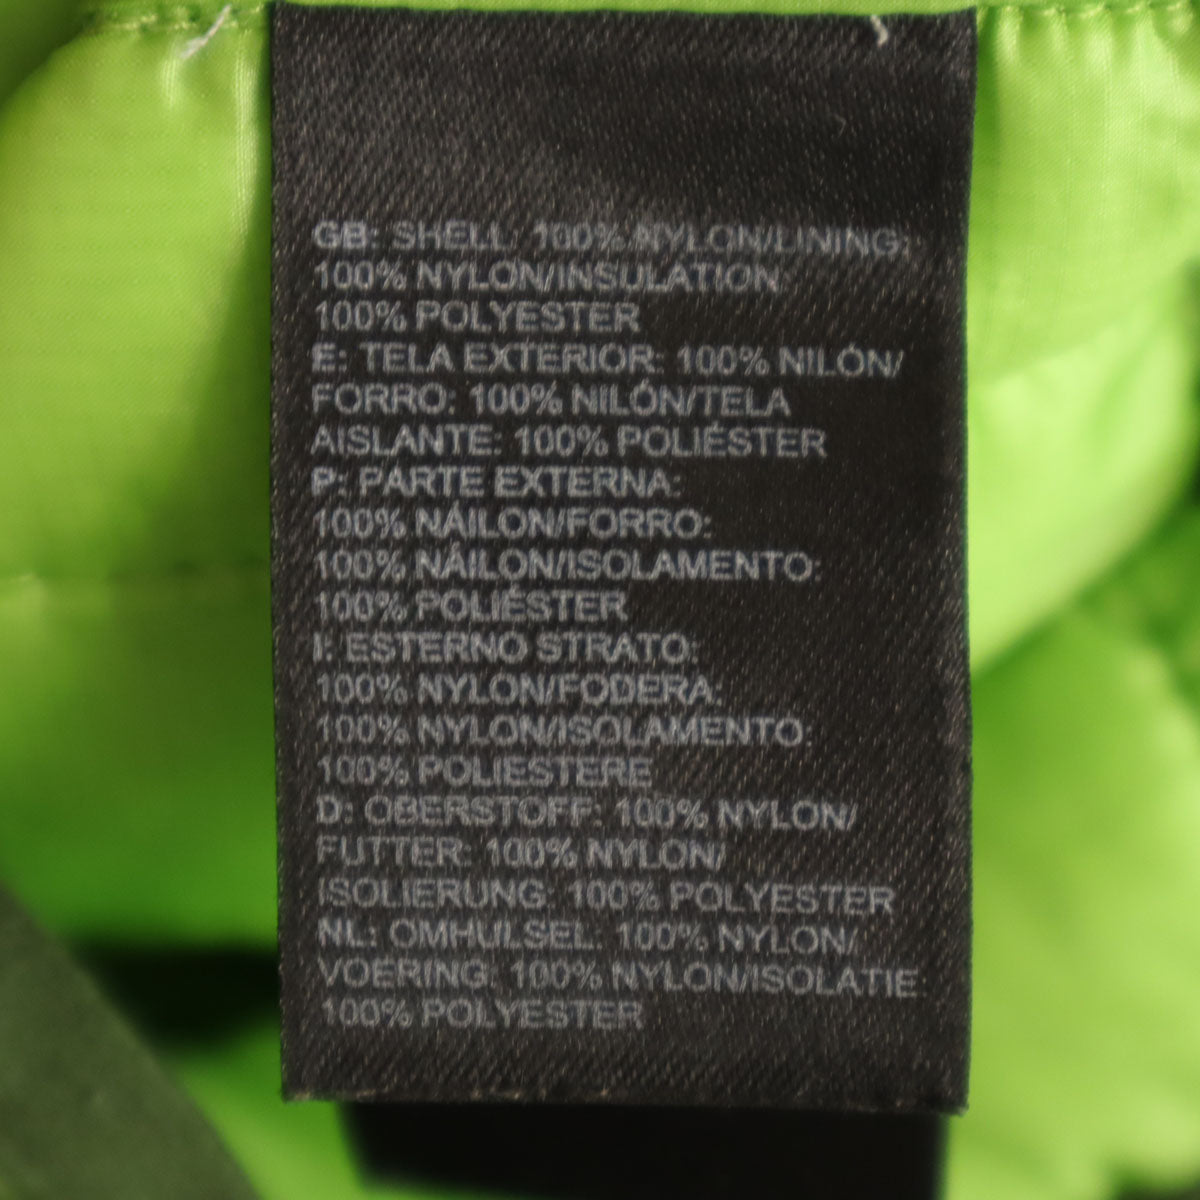 GB: SHELL: 100% NYLON/LINING:
100% NYLON/INSULATION:
100% POLYESTER
E: TELA EXTERIOR: 100% NILÓN/
FORRO: 100% NILÓN/TELA
AISLANTE: 100% POLIÉSTER
P: PARTE EXTERNA:
100% NÁILON/FORRO:
100% NÁILON/ISOLAMENTO:
100% POLIÉSTER
I: ESTERNO STRATO:
100% NYLON/FODERA:
100% NYLON/ISOLAMENTO:
100% POLIESTERE
D: OBERSTOFF: 100% NYLON/
FUTTER: 100% NYLON/
ISOLIERUNG: 100% POLYESTER
NL: OMHULSEL: 100% NYLON/
VOERING: 100% NYLON/ISOLATIE:
100% POLYESTER